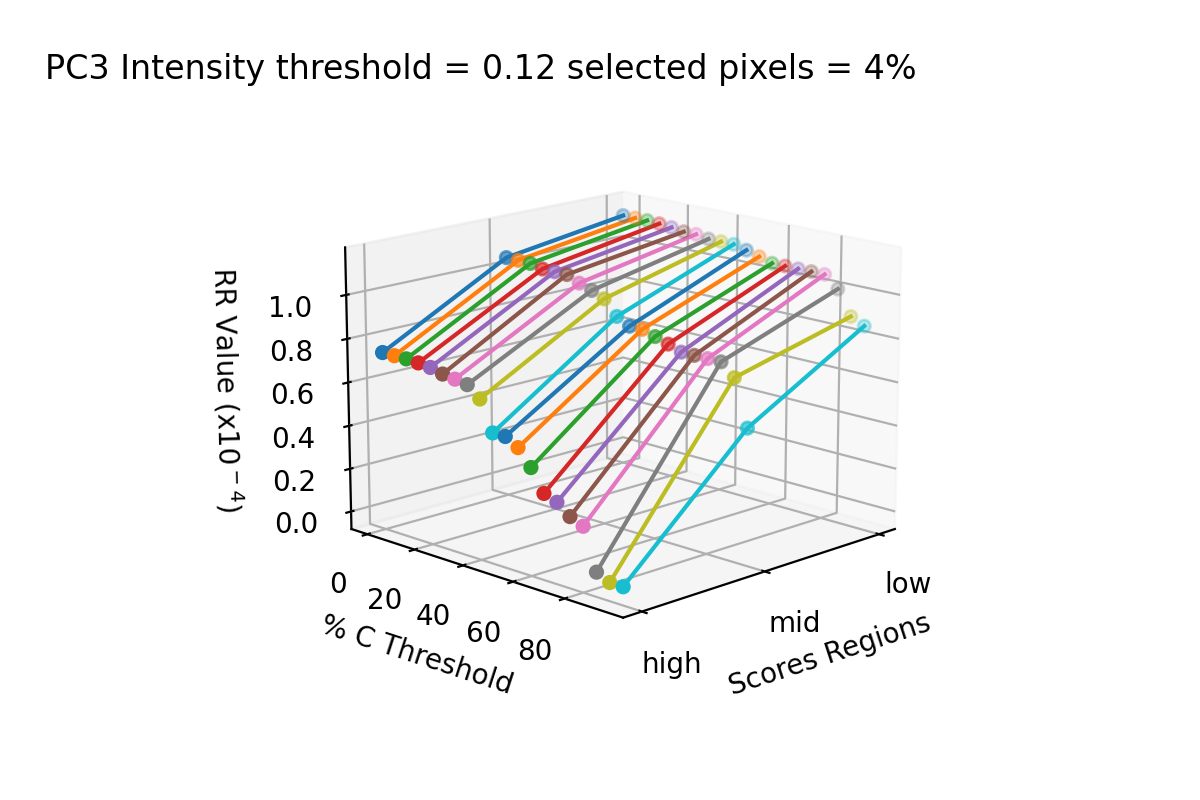 PC3 Intensity threshold = 0.12 selected pixels = 4%
RR Value (x10⁻⁴)
1.0
0.8
0.6
0.4
0.2
0.0
0
20
40
60
80
% C Threshold
high
mid
low
Scores Regions